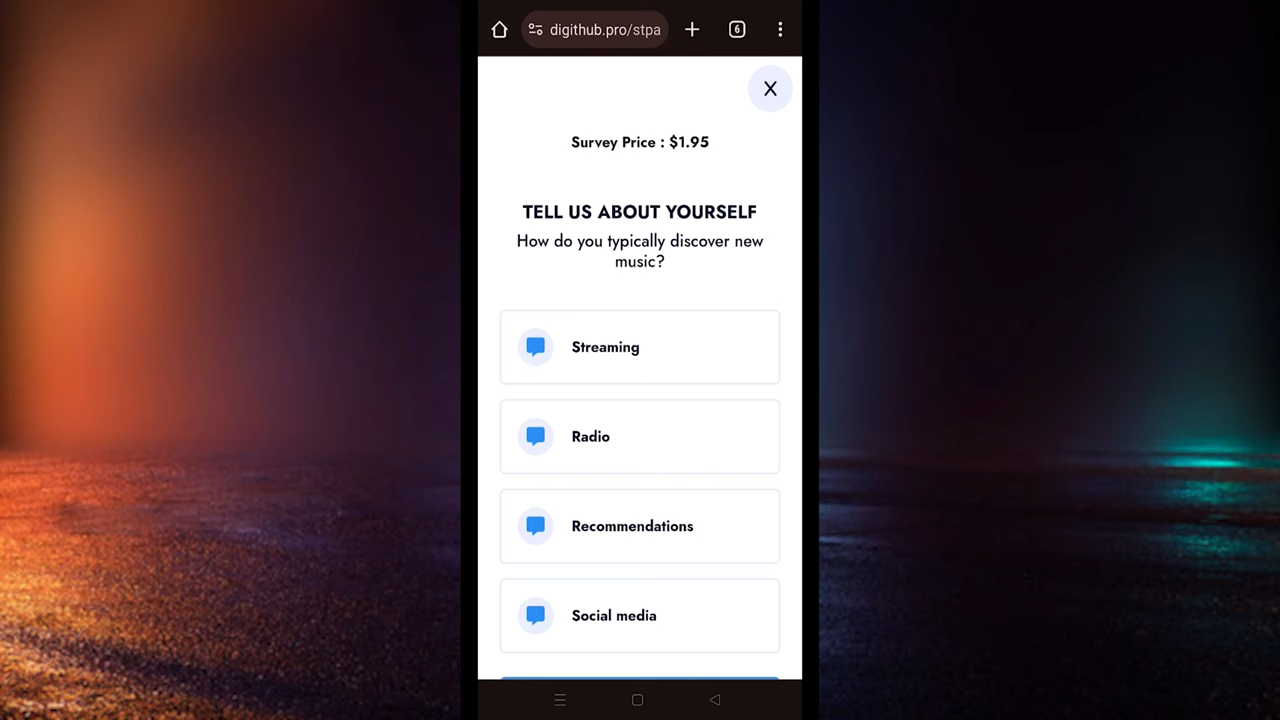 digithub.pro/stpa
6
X
Survey Price : $1.95
TELL US ABOUT YOURSELF
How do you typically discover new
music?
Streaming
Radio
Recommendations
Social media